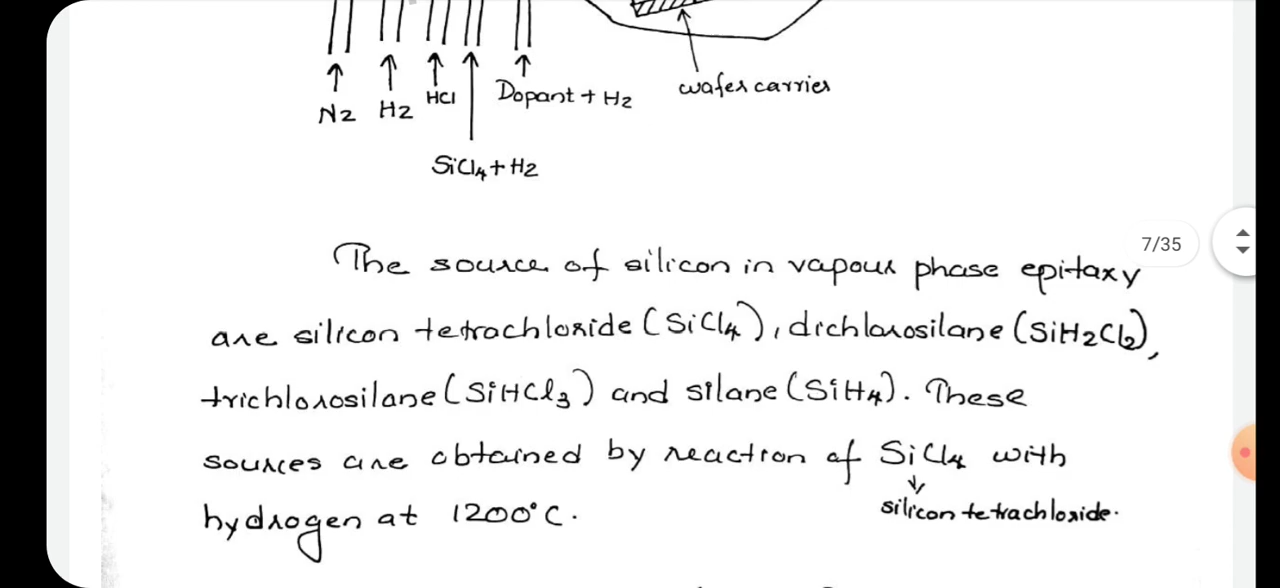 N2 H2 HCl Dopant + H2 wafer carrier
SiCl4 + H2
7/35
The source of silicon in vapour phase epitaxy
are silicon tetrachloride (SiCl4), dichlorosilane (SiH2Cl2),
trichlorosilane (SiHCl3) and silane (SiH4). These
sources are obtained by reaction of SiCl4 with
hydrogen at 1200°C.
silicon tetrachloride.